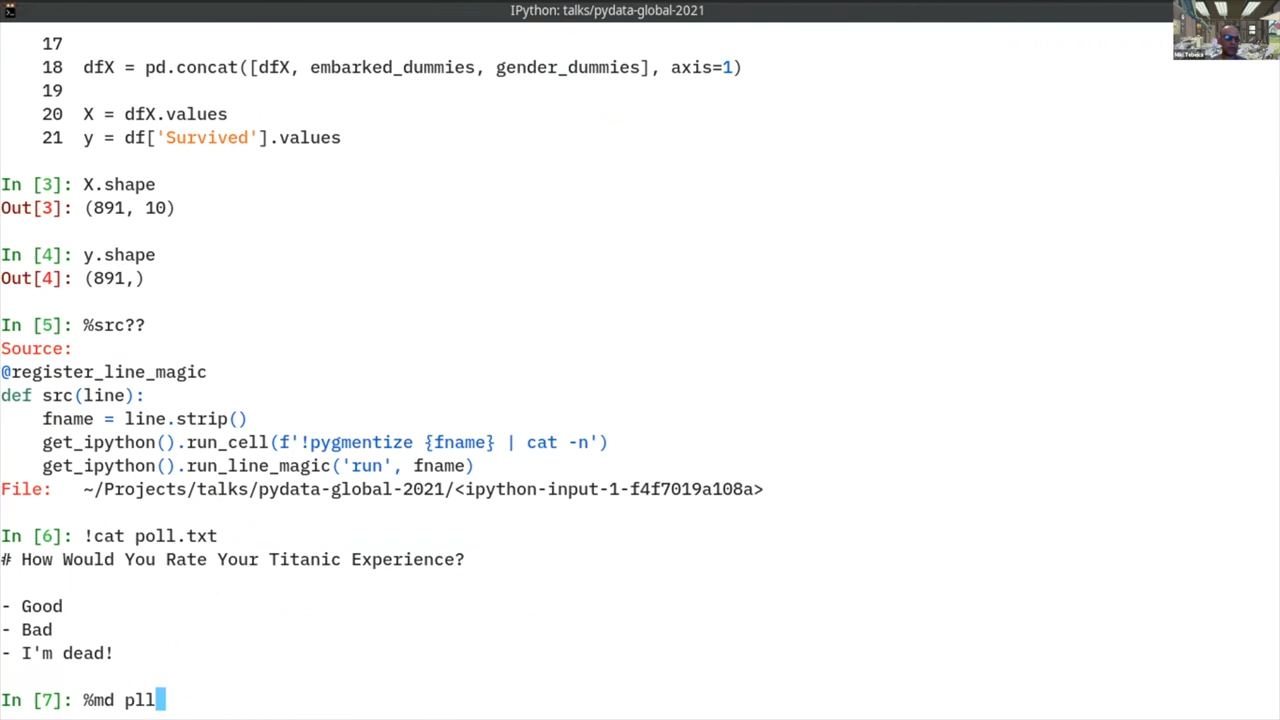 IPython: talks/pydata-global-2021
Miki Tebeka
17
18 dfX = pd.concat([dfX, embarked_dummies, gender_dummies], axis=1)
19
20 X = dfX.values
21 y = df['Survived'].values
In [3]: X.shape
Out[3]: (891, 10)
In [4]: y.shape
Out[4]: (891,)
In [5]: %src??
Source:
@register_line_magic
def src(line):
    fname = line.strip()
    get_ipython().run_cell(f'!pygmentize {fname} | cat -n')
    get_ipython().run_line_magic('run', fname)
File: ~/Projects/talks/pydata-global-2021/<ipython-input-1-f4f7019a108a>
In [6]: !cat poll.txt
# How Would You Rate Your Titanic Experience?
- Good
- Bad
- I'm dead!
In [7]: %md pll